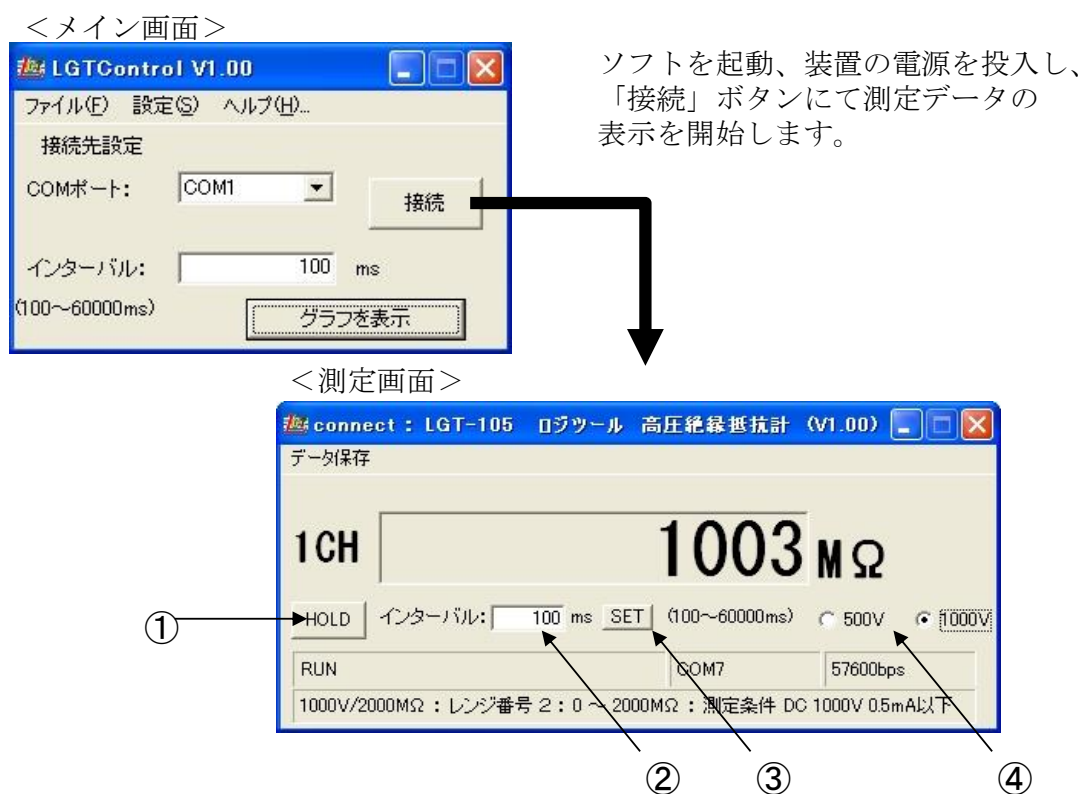 ＜メイン画面＞
LGTControl V1.00
ファイル(F) 設定(S) ヘルプ(H)...
接続先設定
COMポート: COM1
接続
インターバル: 100 ms
(100～60000ms)
グラフを表示
ソフトを起動、装置の電源を投入し、
「接続」ボタンにて測定データの
表示を開始します。
＜測定画面＞
connect : LGT-105 ロジツール 高圧絶縁抵抗計 (V1.00)
データ保存
1CH 1003 MΩ
① HOLD インターバル: 100 ms SET (100～60000ms) 500V 1000V
RUN COM7 57600bps
1000V/2000MΩ : レンジ番号 2 : 0 ～ 2000MΩ : 測定条件 DC 1000V 0.5mA以下
② ③ ④